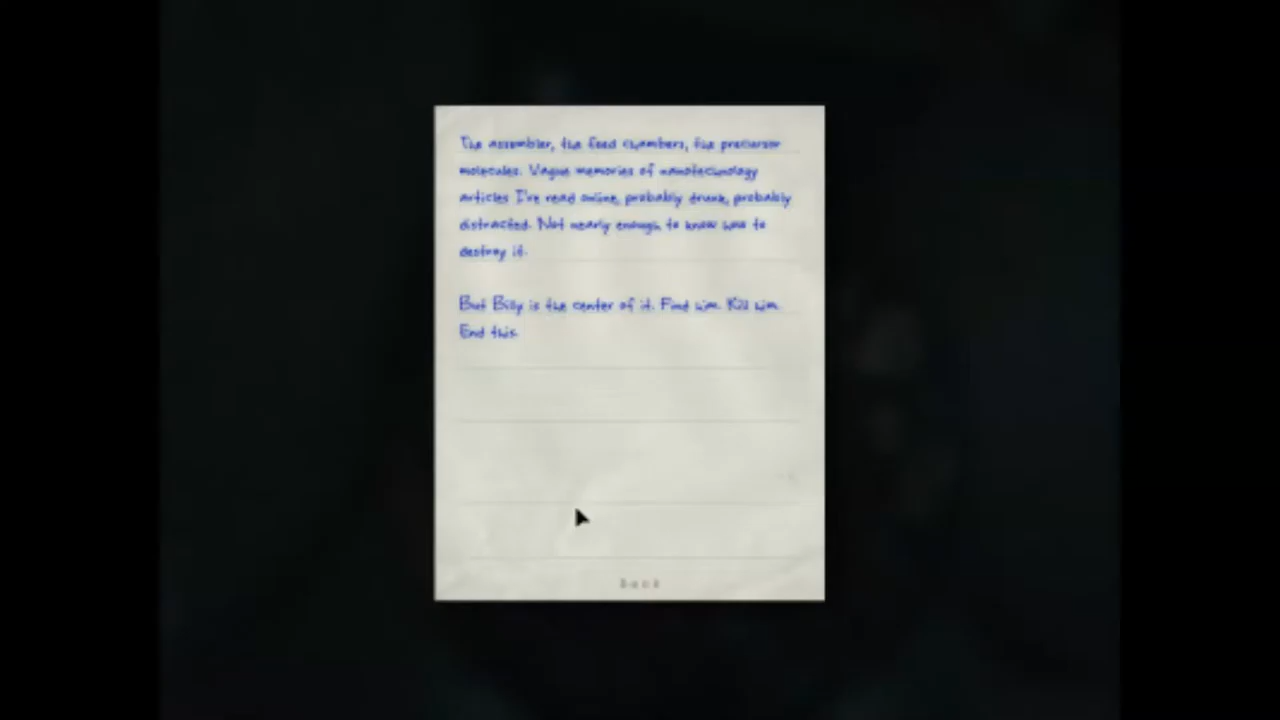 The assembler, the feed chambers, the precursor
molecules. Vague memories of nanotechnology
articles I've read online, probably drunk, probably
distracted. Not nearly enough to know how to
destroy it.
But Billy is the center of it. Find him. Kill him.
End this.
back